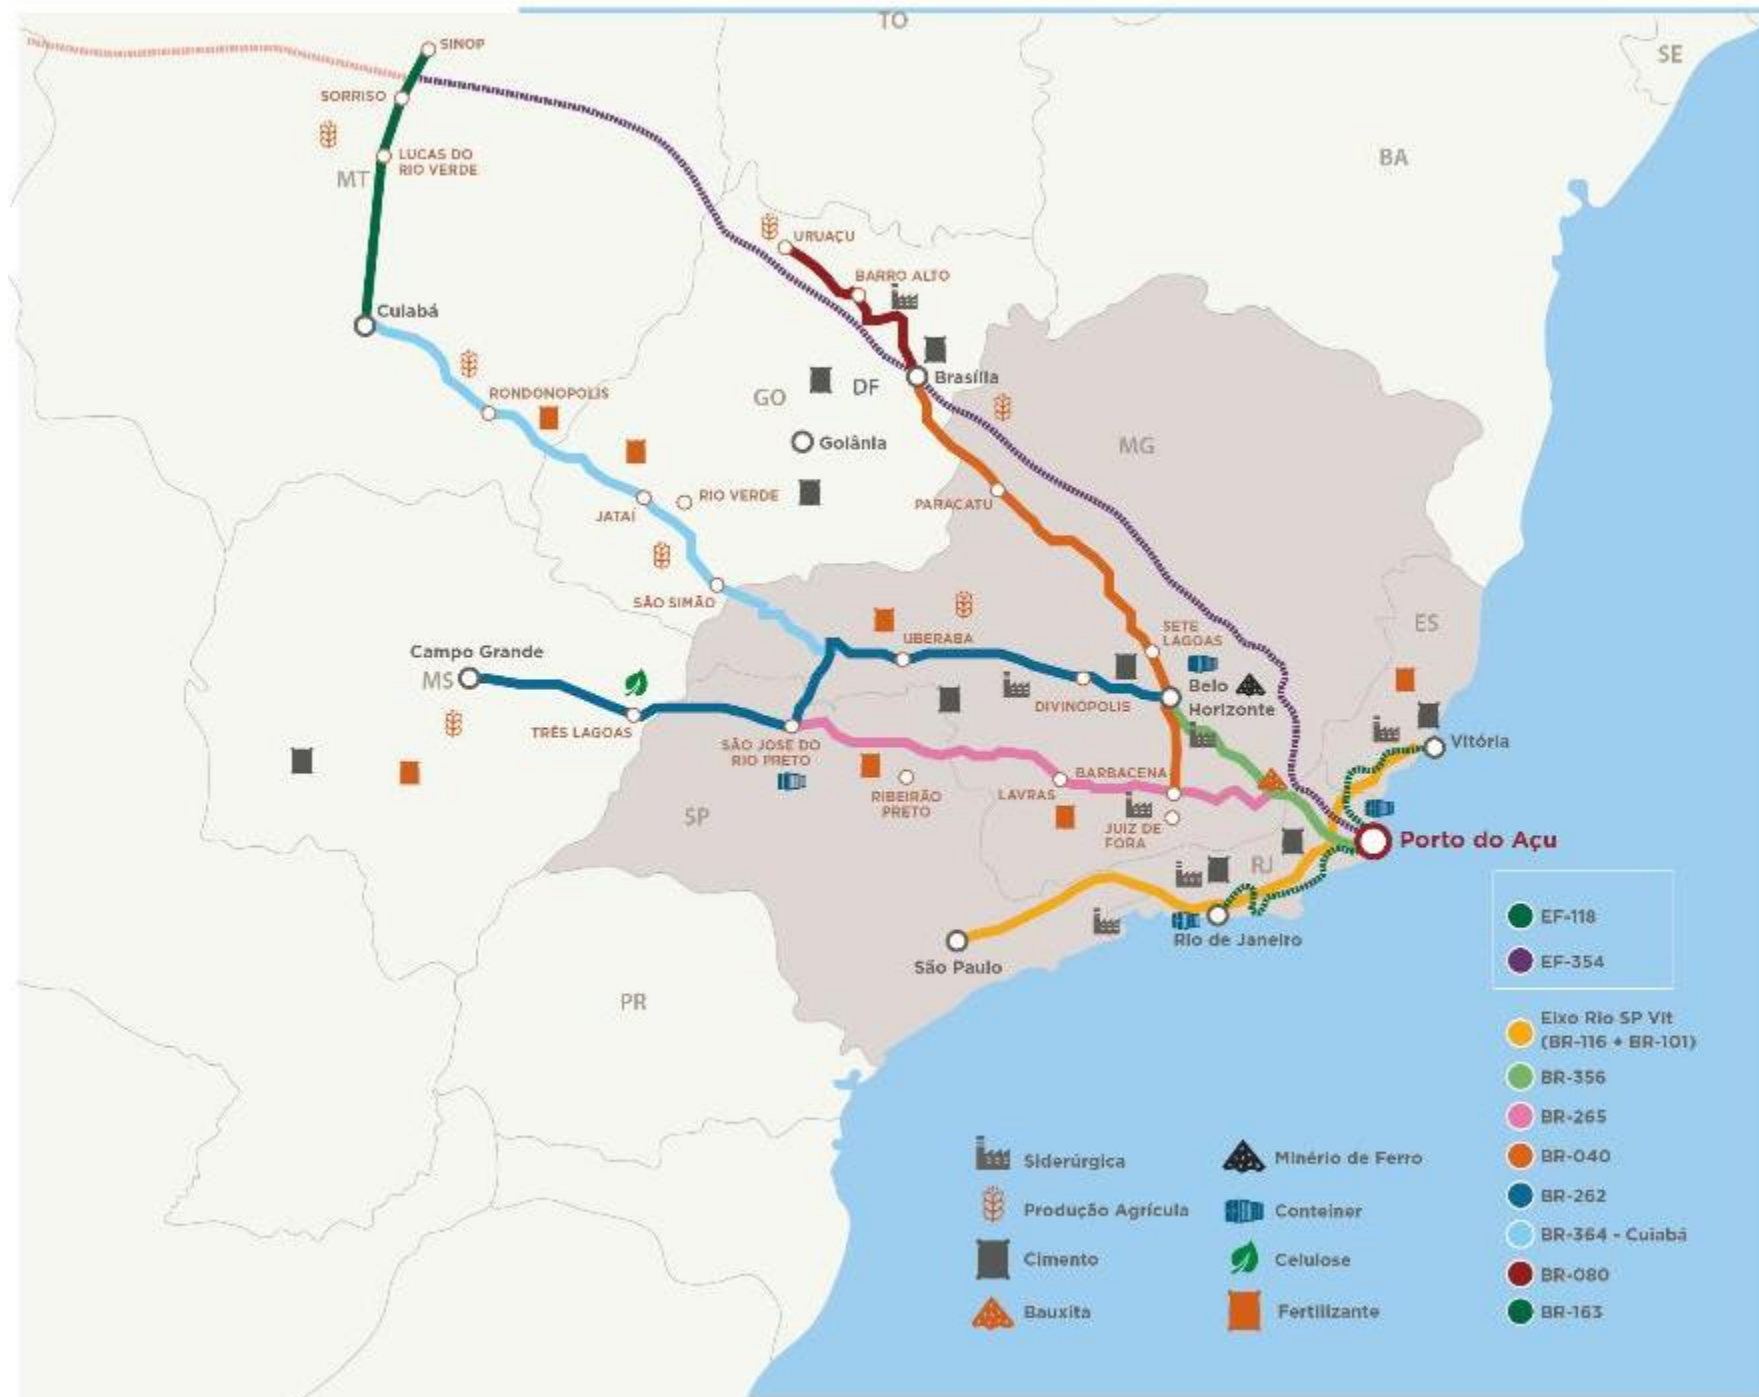 TO
SE
SINOP
SORRISO
LUCAS DO
RIO VERDE
MT
BA
URUAÇU
BARRO ALTO
Cuiabá
Brasília
DF
GO
RONDONOPOLIS
Goiânia
MG
RIO VERDE
JATAÍ
PARACATU
SÃO SIMÃO
ES
SETE
LAGOAS
UBERABA
Campo Grande
MS
Belo
Horizonte
DIVINOPOLIS
TRÊS LAGOAS
SÃO JOSE DO
RIO PRETO
Vitória
BARBACENA
LAVRAS
RIBEIRÃO
PRETO
SP
JUIZ DE
FORA
Porto do Açu
RJ
Rio de Janeiro
São Paulo
PR
EF-118
EF-354
Eixo Rio SP Vit
(BR-116 + BR-101)
BR-356
BR-265
BR-040
BR-262
BR-364 - Cuiabá
BR-080
BR-163
Siderúrgica
Produção Agrícula
Cimento
Bauxita
Minério de Ferro
Conteiner
Celulose
Fertilizante